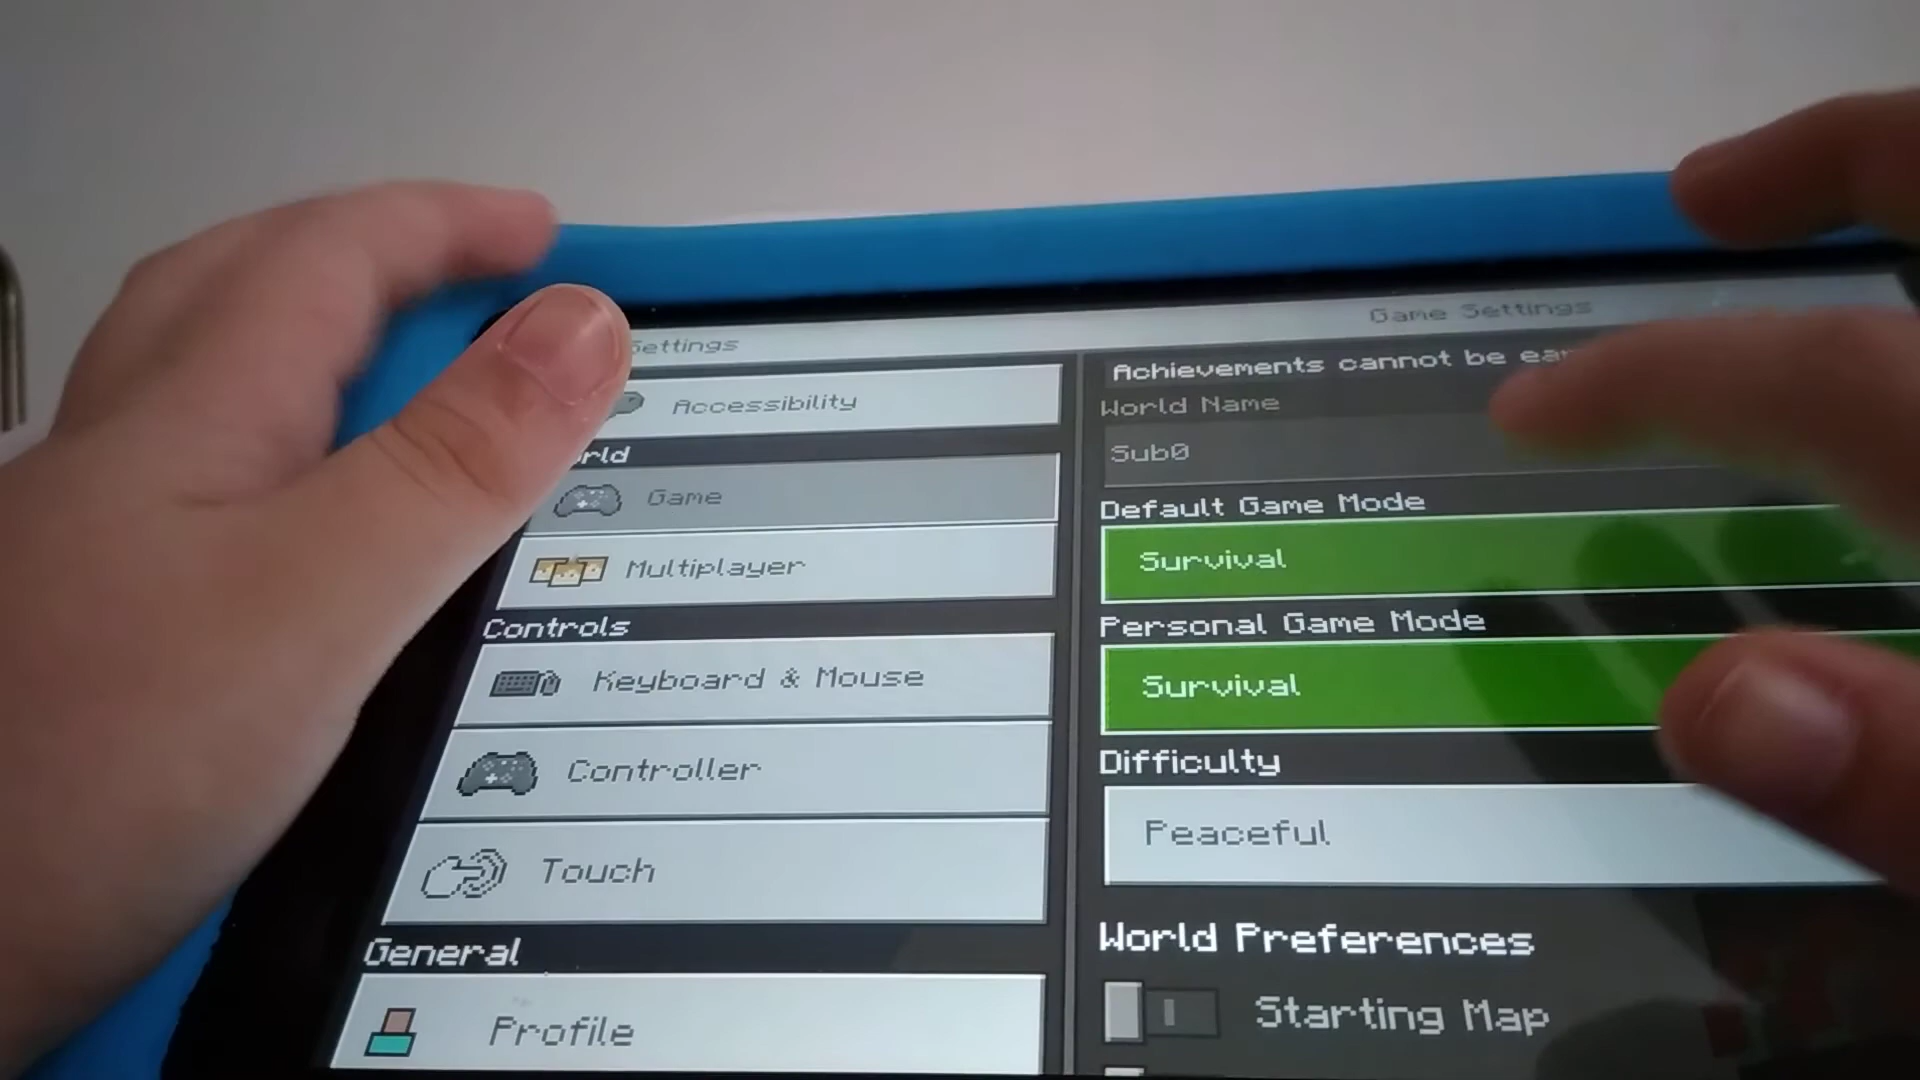 Settings
Game Settings
Accessibility
Game
Multiplayer
Controls
Keyboard & Mouse
Controller
Touch
General
Profile
Achievements cannot be
World Name
Sub0
Default Game Mode
Survival
Personal Game Mode
Survival
Difficulty
Peaceful
World Preferences
Starting Map